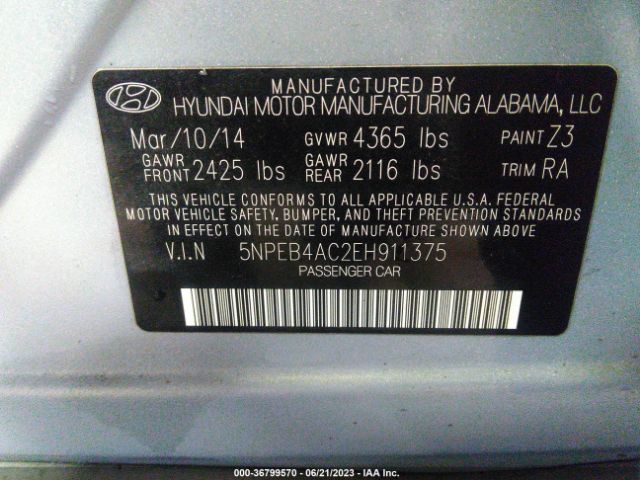 MANUFACTURED BY
HYUNDAI MOTOR MANUFACTURING ALABAMA, LLC
Mar/10/14 GVWR 4365 lbs PAINT Z3
GAWR FRONT 2425 lbs GAWR REAR 2116 lbs TRIM RA
THIS VEHICLE CONFORMS TO ALL APPLICABLE U.S.A. FEDERAL
MOTOR VEHICLE SAFETY, BUMPER, AND THEFT PREVENTION
STANDARDS IN EFFECT ON THE DATE OF MANUFACTURE SHOWN ABOVE.
V.I.N 5NPEB4AC2EH911375
PASSENGER CAR
000-36799570 - 06/21/2023 - IAA Inc.